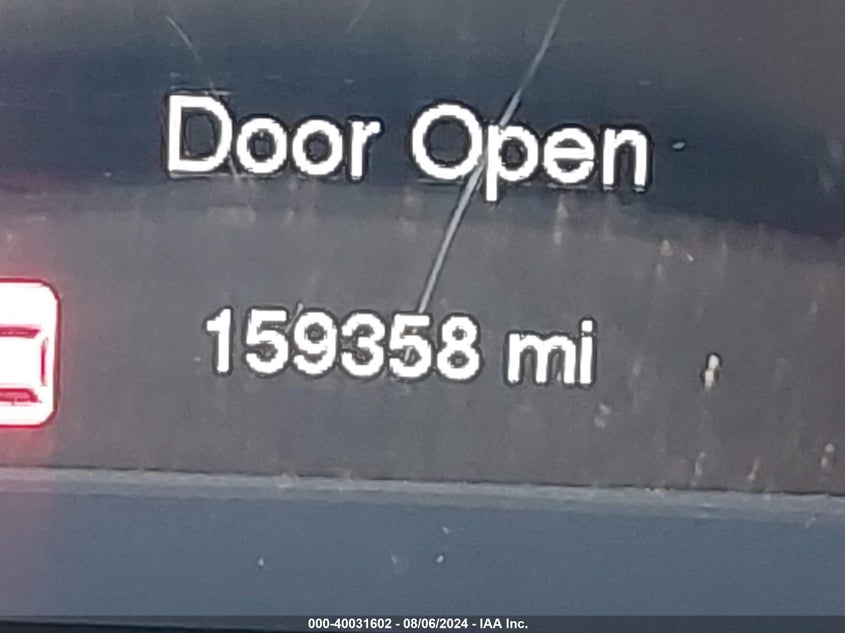 Door Open
159358 mi
000-40031602 - 08/06/2024 - IAA Inc.